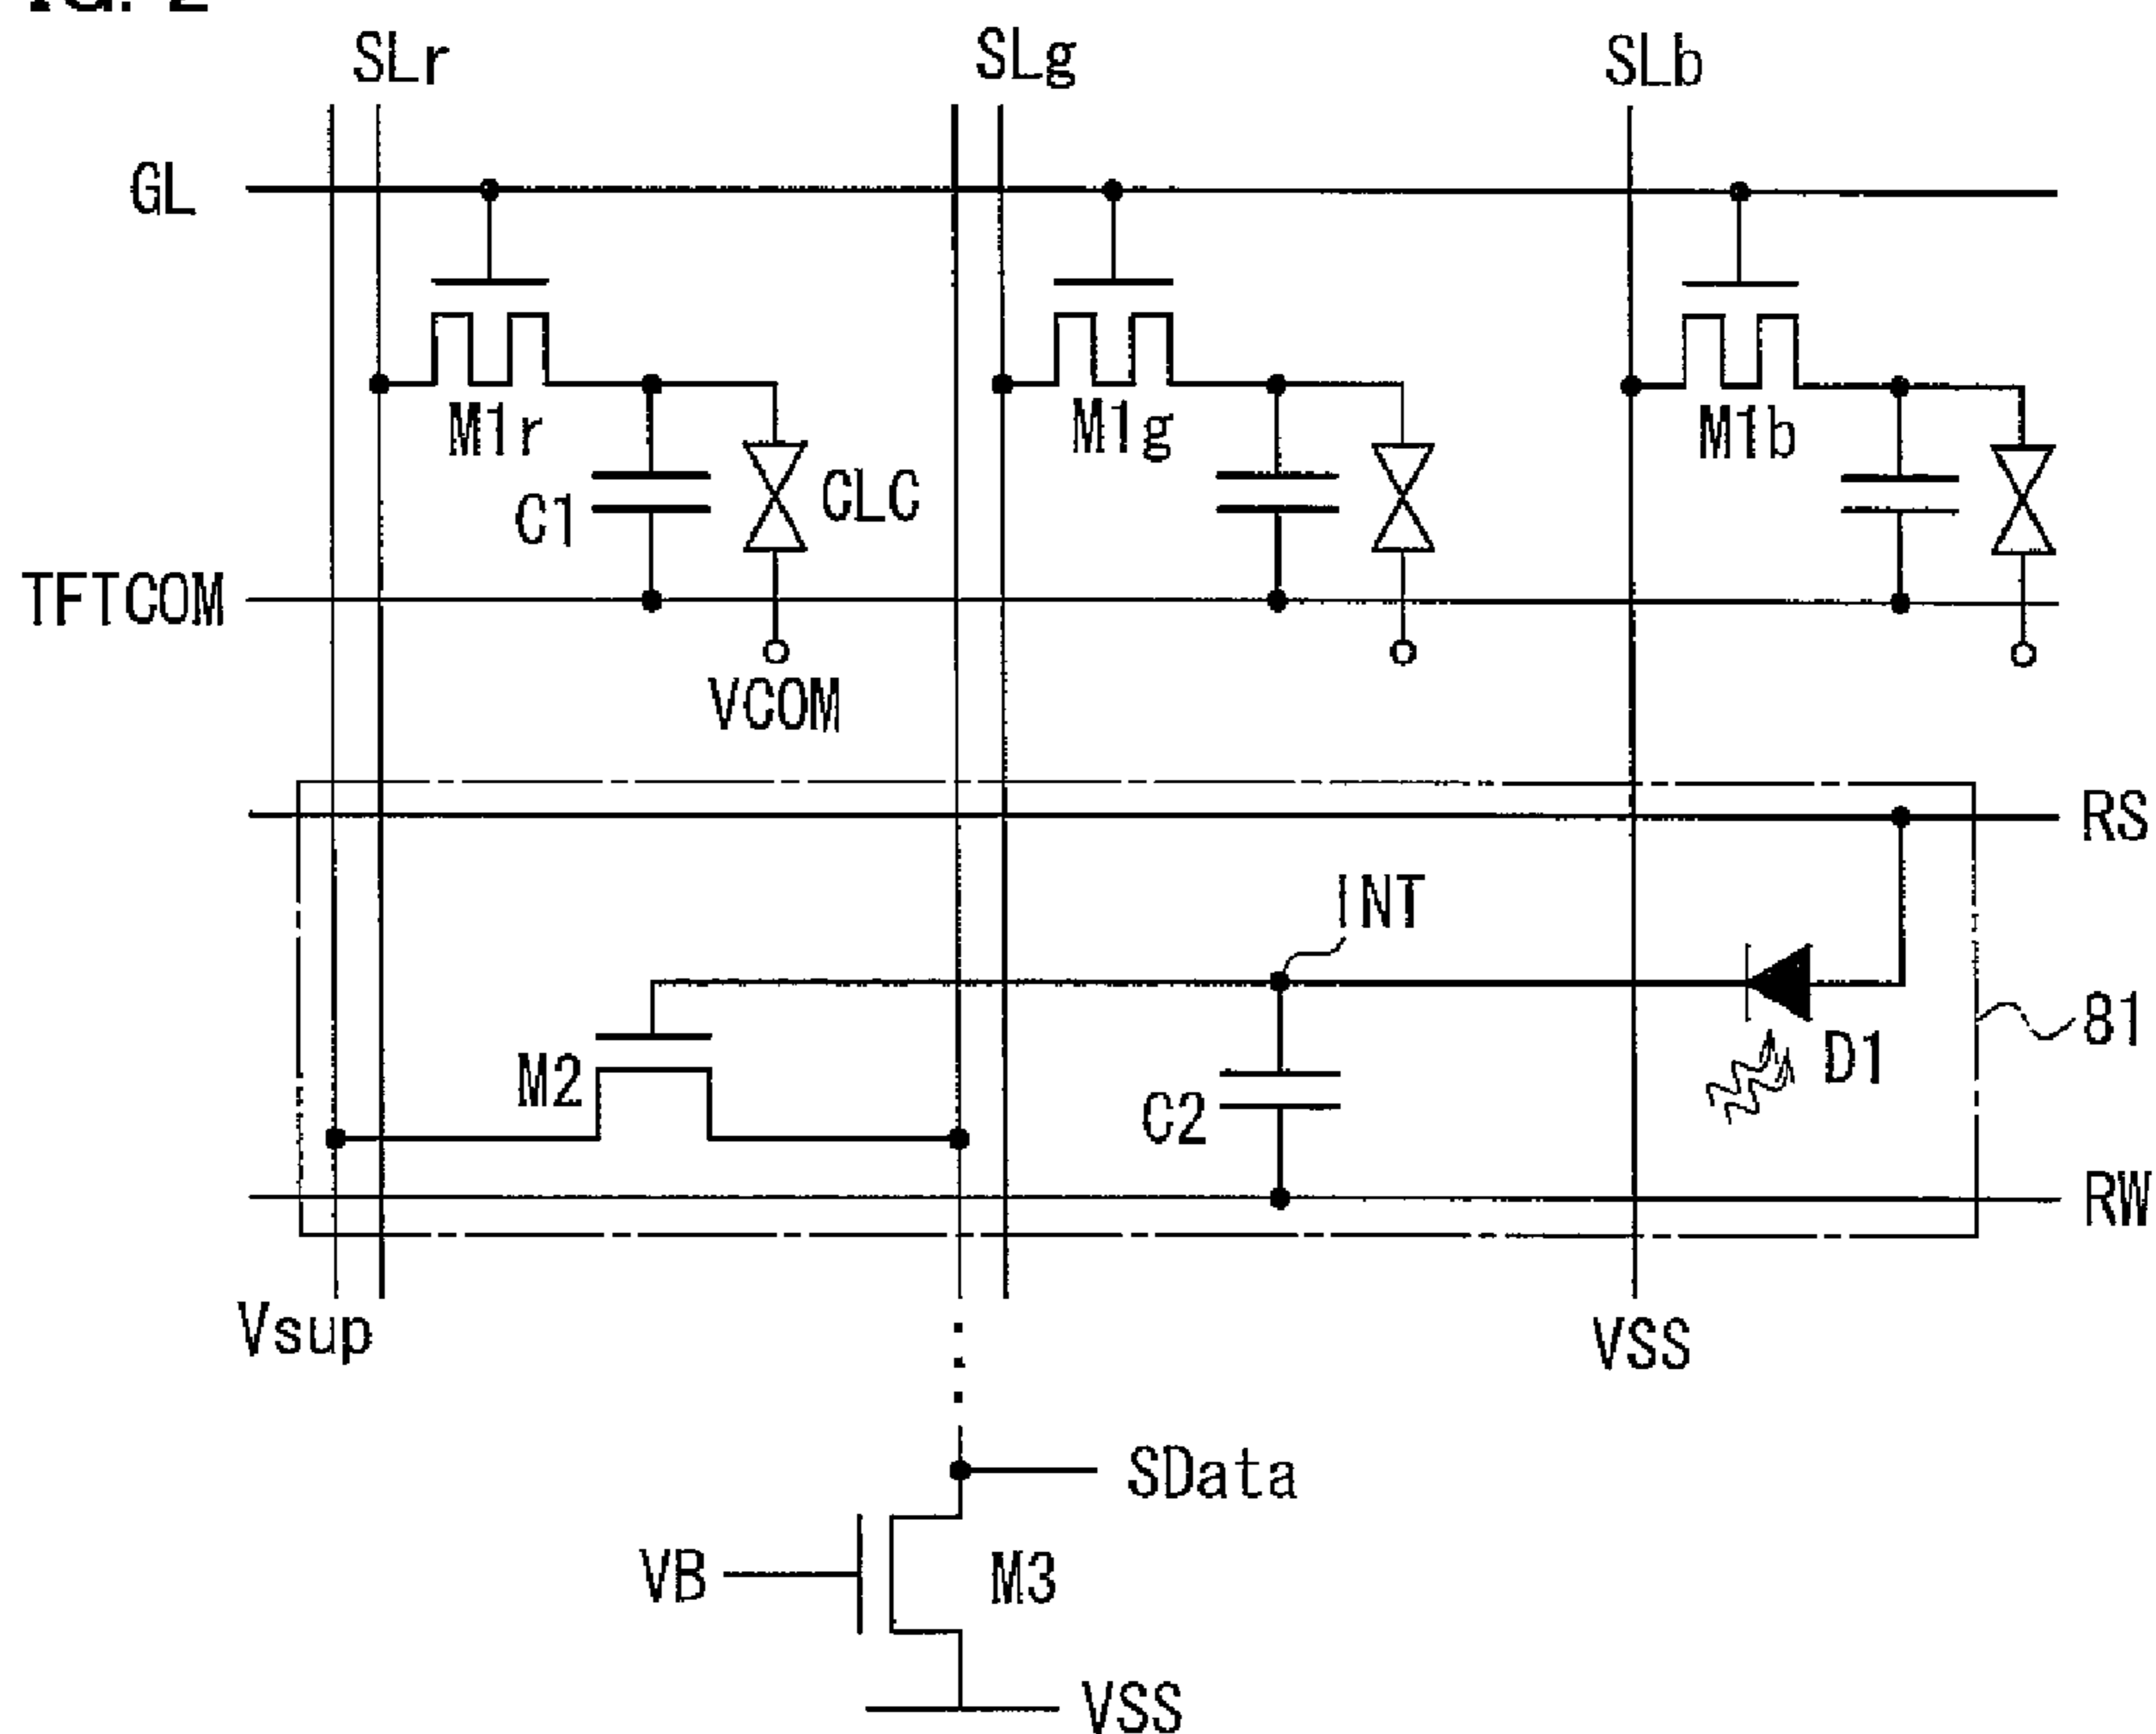 SLr
SLg
SLb
GL
M1r
M1g
M1b
C1
CLC
TFTCOM
VCOM
RS
INT
81
M2
D1
C2
RW
Vsup
VSS
SData
VB
M3
VSS